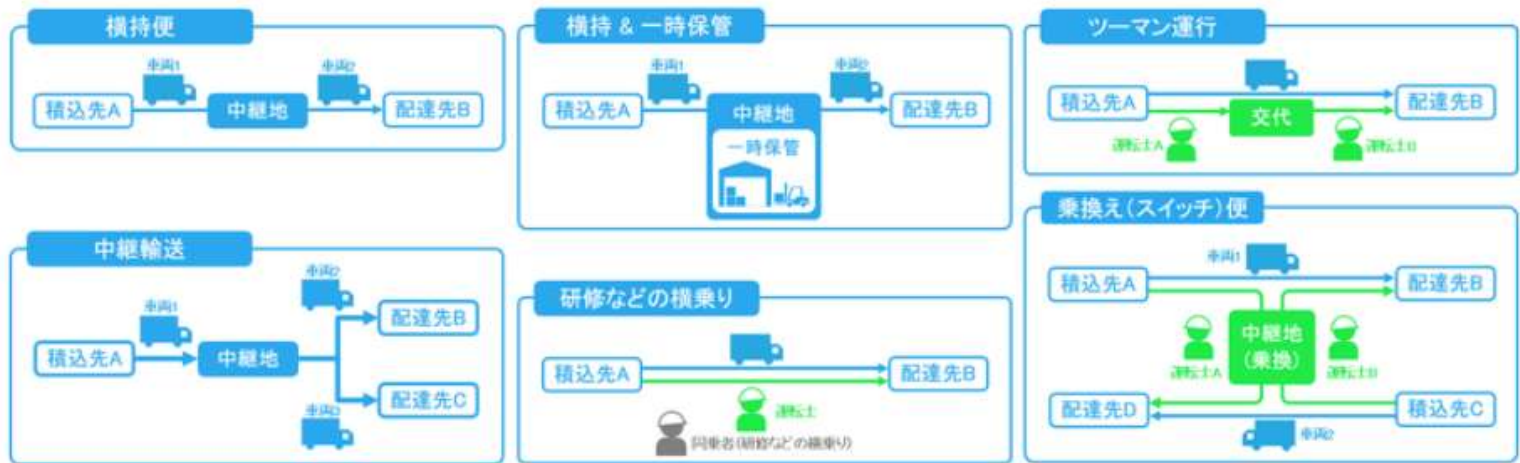 横持便
車両1
車両2
積込先A
中継地
配達先B
横持 & 一時保管
車両1
車両2
積込先A
中継地
配達先B
一時保管
ツーマン運行
積込先A
配達先B
交代
運転士A
運転士B
中継輸送
車両2
車両1
配達先B
積込先A
中継地
配達先C
車両3
研修などの横乗り
積込先A
配達先B
運転士
同乗者(研修などの横乗り)
乗換え(スイッチ)便
車両1
積込先A
配達先B
中継地
(乗換)
運転士A
運転士B
配達先D
積込先C
車両2